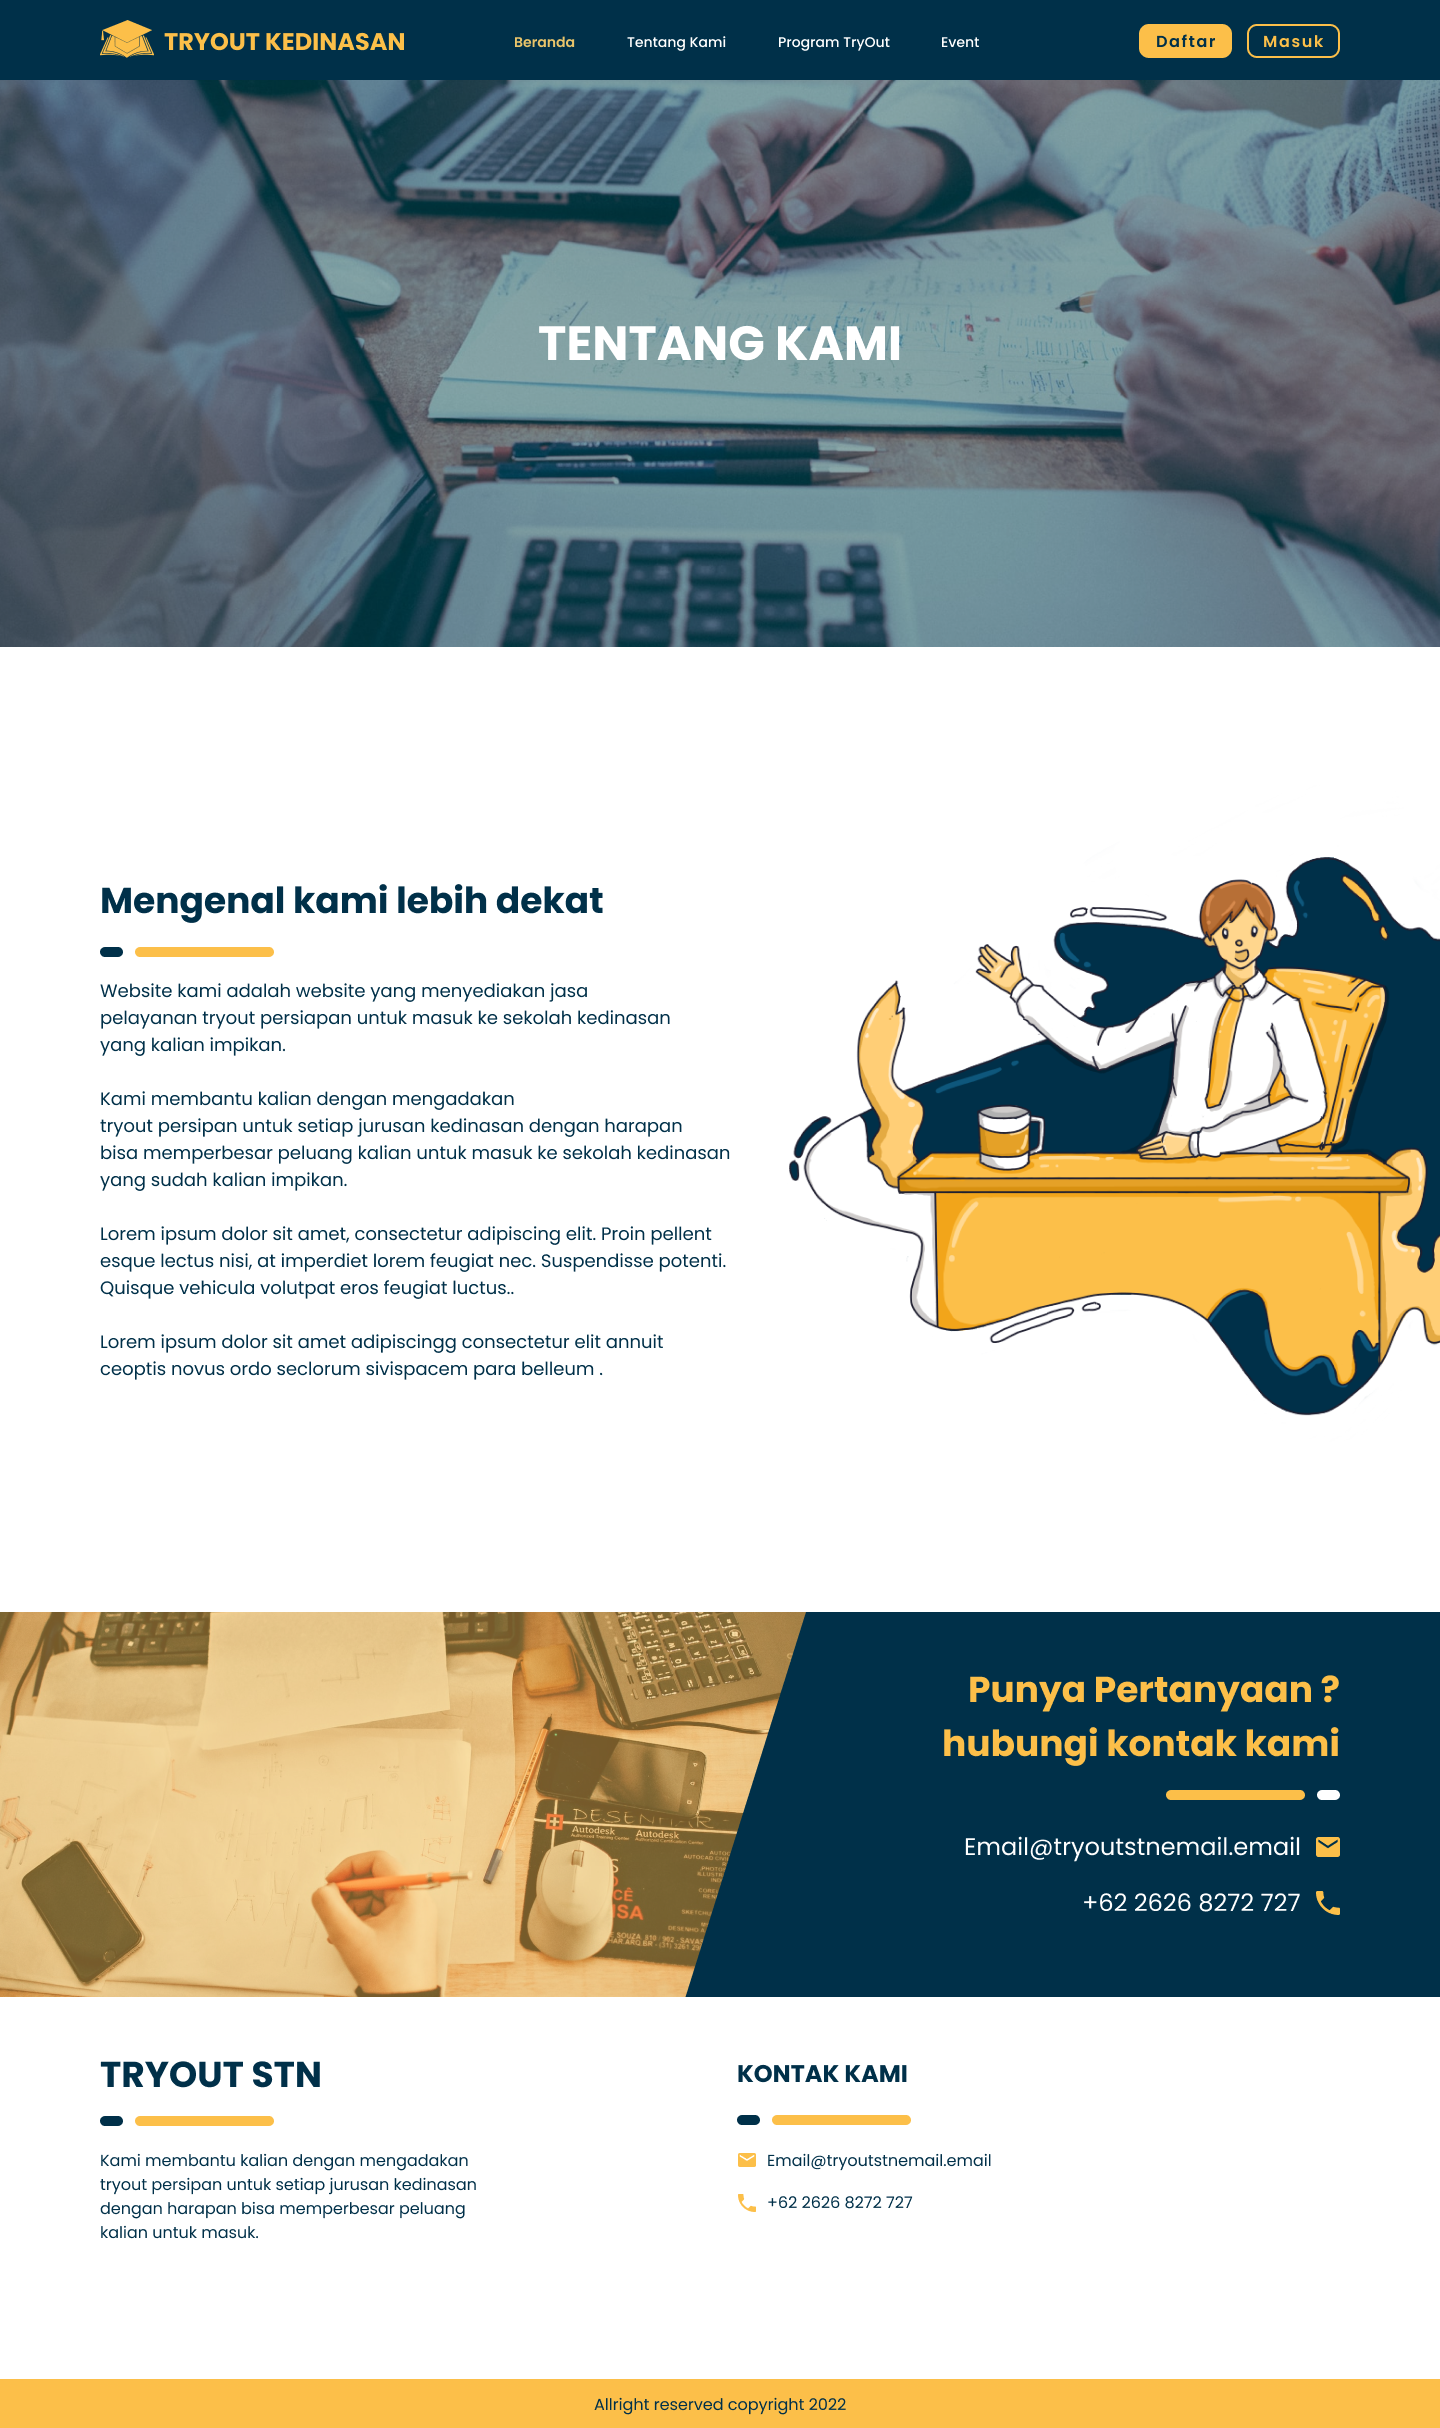 TRYOUT KEDINASAN
Beranda
Tentang Kami
Program TryOut
Event
Daftar
Masuk
TENTANG KAMI
Mengenal kami lebih dekat
Website kami adalah website yang menyediakan jasa
pelayanan tryout persiapan untuk masuk ke sekolah kedinasan
yang kalian impikan.
Kami membantu kalian dengan mengadakan
tryout persipan untuk setiap jurusan kedinasan dengan harapan
bisa memperbesar peluang kalian untuk masuk ke sekolah kedinasan
yang sudah kalian impikan.
Lorem ipsum dolor sit amet, consectetur adipiscing elit. Proin pellent
esque lectus nisi, at imperdiet lorem feugiat nec. Suspendisse potenti.
Quisque vehicula volutpat eros feugiat luctus..
Lorem ipsum dolor sit amet adipiscingg consectetur elit annuit
ceoptis novus ordo seclorum sivispacem para belleum .
DESENHAR
Autodesk
Autodesk
Punya Pertanyaan ?
hubungi kontak kami
Email@tryoutstnemail.email
+62 2626 8272 727
TRYOUT STN
Kami membantu kalian dengan mengadakan
tryout persipan untuk setiap jurusan kedinasan
dengan harapan bisa memperbesar peluang
kalian untuk masuk.
KONTAK KAMI
Email@tryoutstnemail.email
+62 2626 8272 727
Allright reserved copyright 2022